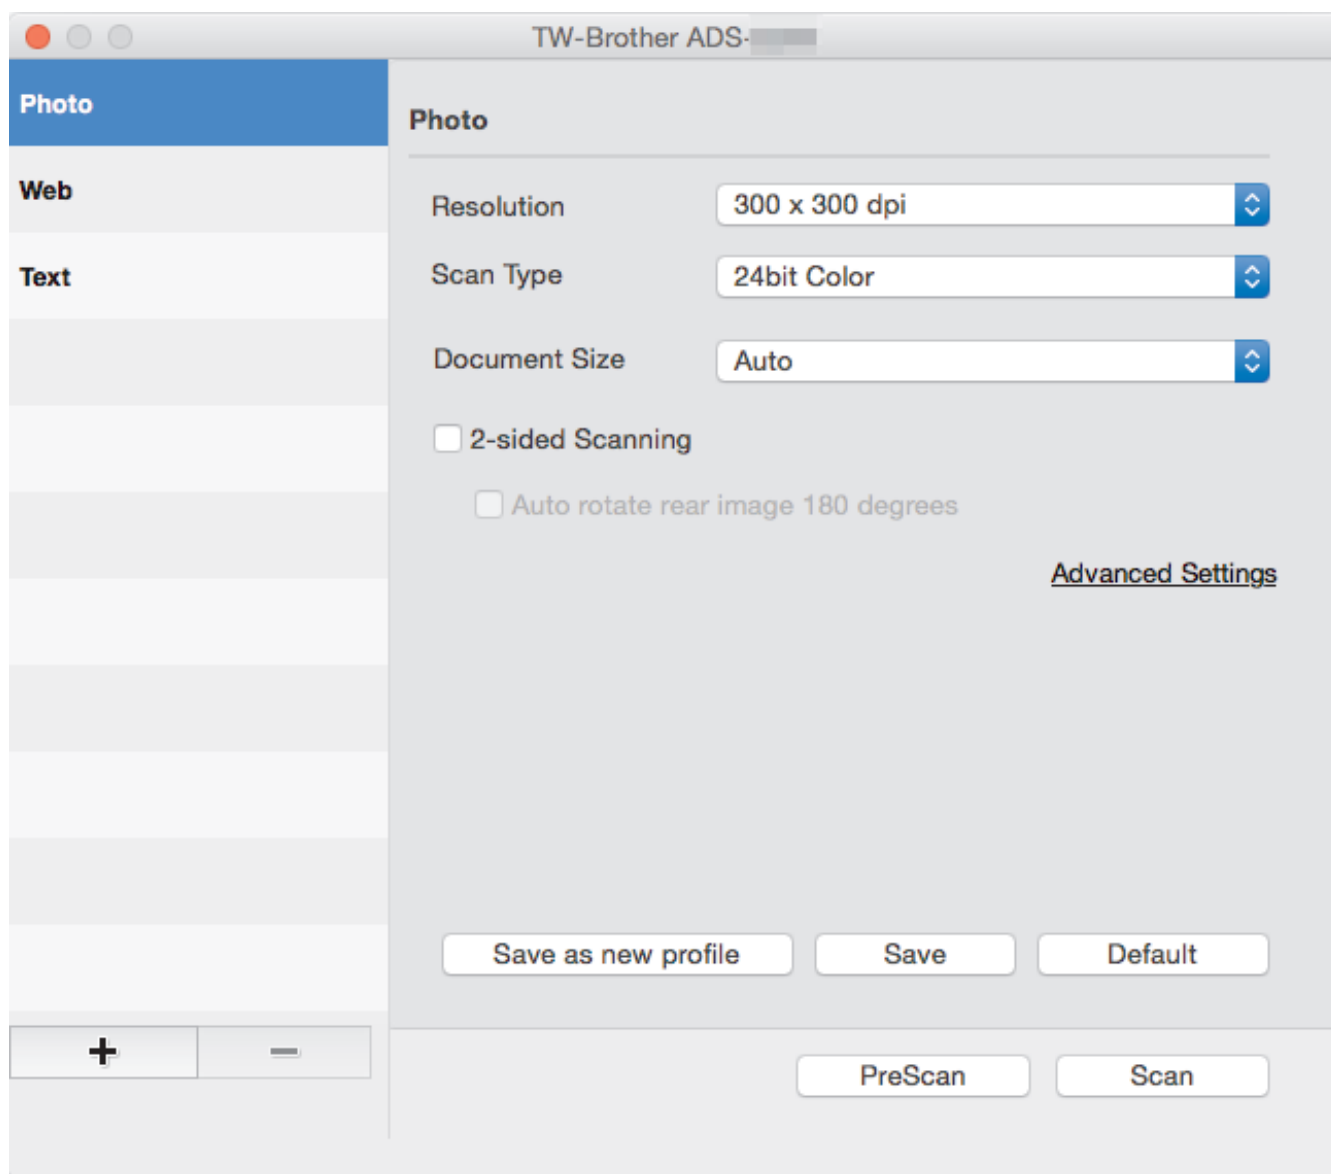 TW-Brother ADS-
Photo
Web
Text
Photo
Resolution
300 x 300 dpi
Scan Type
24bit Color
Document Size
Auto
2-sided Scanning
Auto rotate rear image 180 degrees
Advanced Settings
Save as new profile
Save
Default
PreScan
Scan